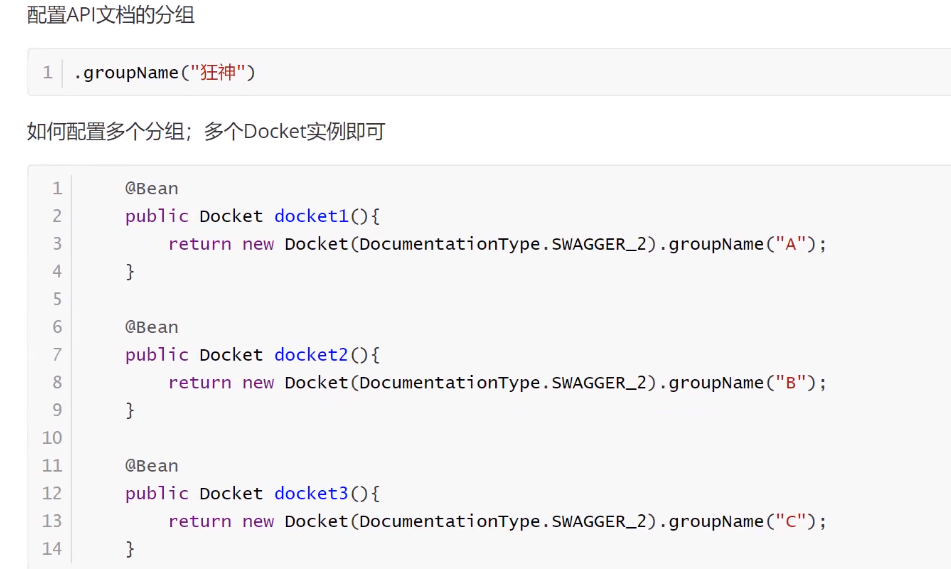 配置API文档的分组
1 .groupName("狂神")
如何配置多个分组；多个Docket实例即可
1 @Bean
2 public Docket docket1(){
3 return new Docket(DocumentationType.SWAGGER_2).groupName("A");
4 }
5
6 @Bean
7 public Docket docket2(){
8 return new Docket(DocumentationType.SWAGGER_2).groupName("B");
9 }
10
11 @Bean
12 public Docket docket3(){
13 return new Docket(DocumentationType.SWAGGER_2).groupName("C");
14 }